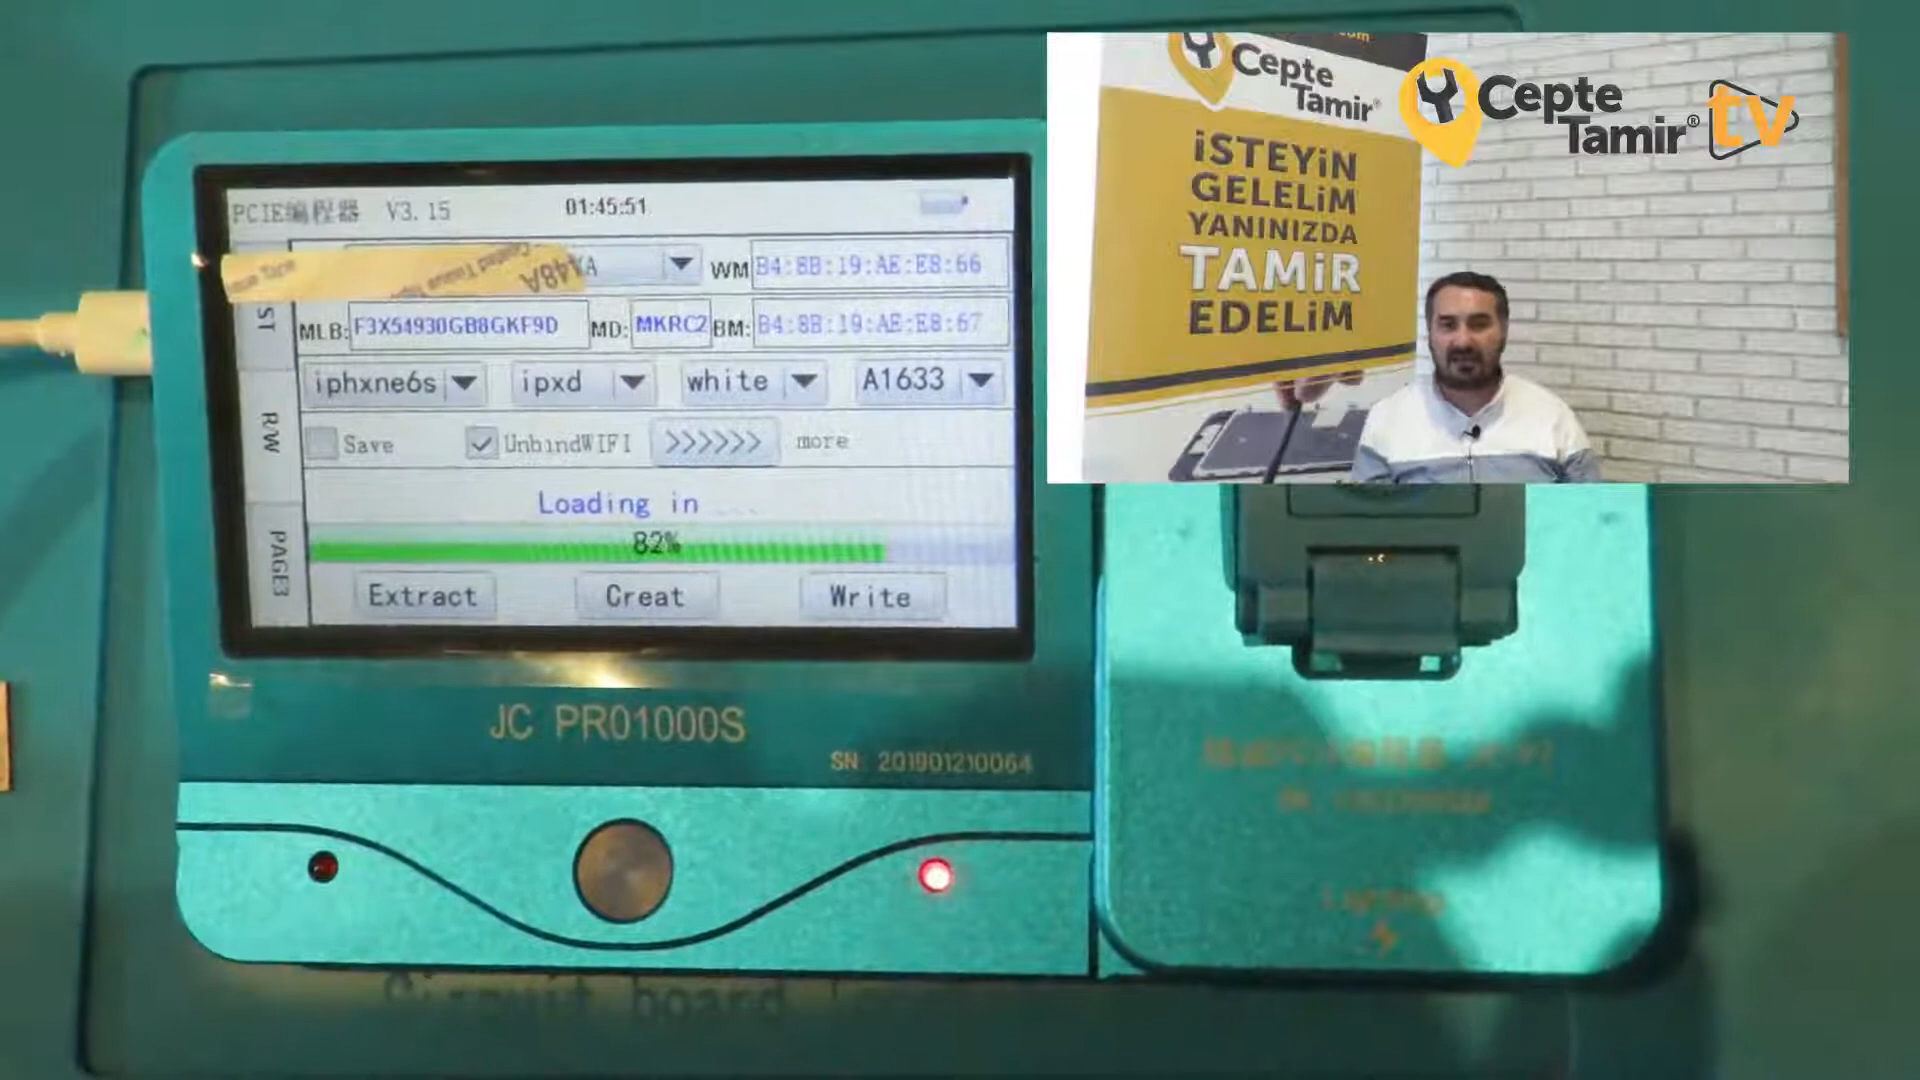 PCIE编程器 V3.15 01:45:51
WM B4:8B:19:AE:E8:66
ST
MLB: F3X54930GB8GKF9D MD: MKRC2 BM: B4:8B:19:AE:E8:67
iphxne6s ipxd white A1633
R/W
Save UnbindWIFI >>>>>> more
Loading in ...
82%
PAGE3
Extract Creat Write
JC PRO1000S
SN: 201901210064
Circuit board
Cepte
Tamir®
İSTEYİN
GELELİM
YANINIZDA
TAMİR
EDELİM
Cepte
Tamir® tv